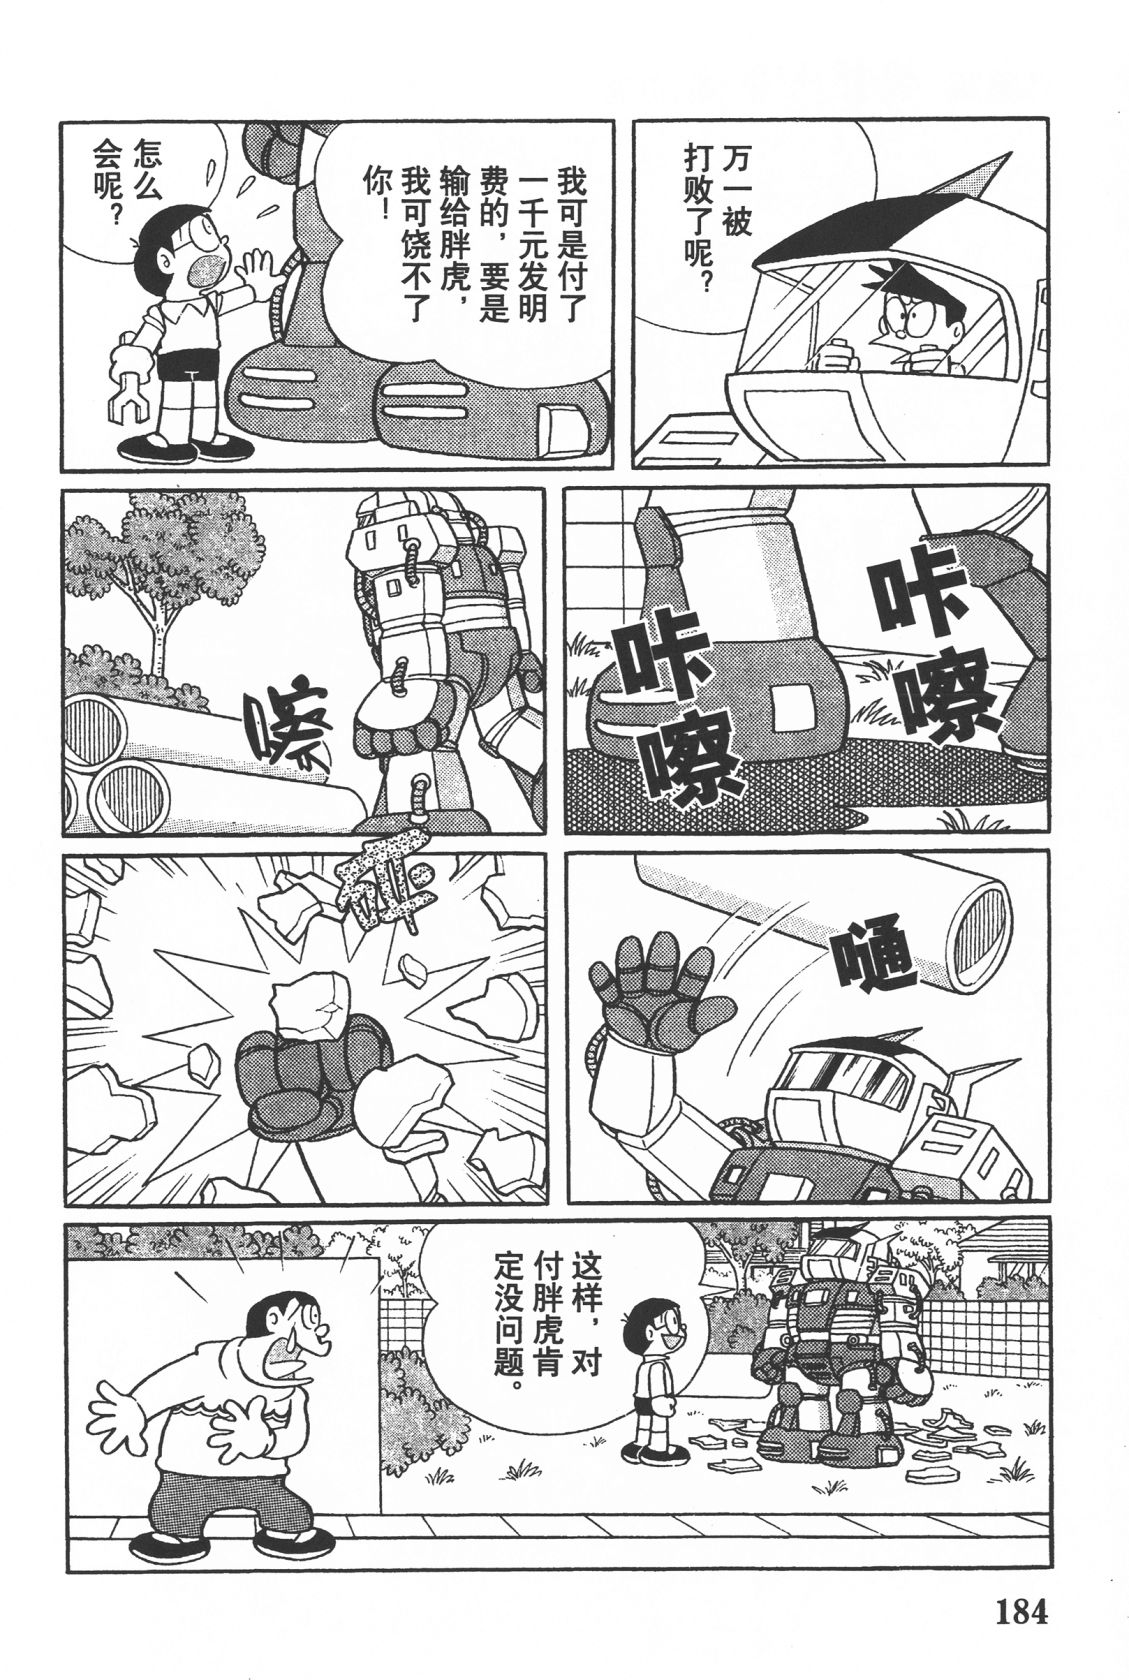 万一被
打败了呢？
我可是付了
一千元发明
费的，要是
输给胖虎，
我可饶不了
你！
怎么
会呢？
咔嚓
咔嚓
嚓
嗵
砰
这样，对
付胖虎肯
定没问题。
184